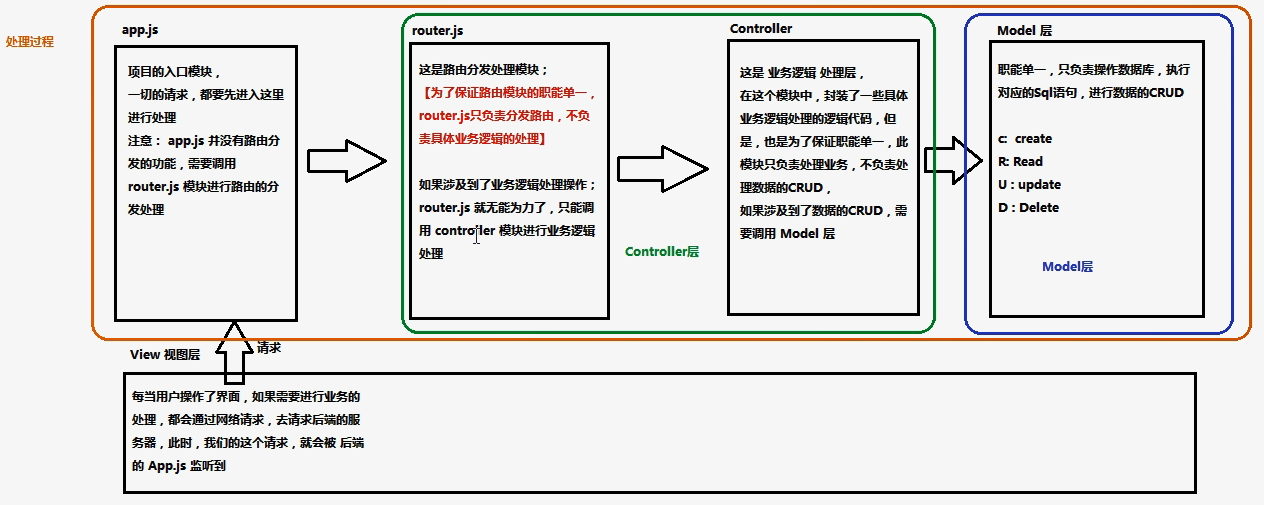 处理过程
app.js
项目的入口模块，
一切的请求，都要先进入这里
进行处理
注意： app.js 并没有路由分
发的功能，需要调用
router.js 模块进行路由的分
发处理
router.js
这是路由分发处理模块；
【为了保证路由模块的职能单一，
router.js只负责分发路由，不负
责具体业务逻辑的处理】
如果涉及到了业务逻辑处理操作；
router.js 就无能为力了，只能调
用 controller 模块进行业务逻辑
处理
Controller层
Controller
这是 业务逻辑 处理层，
在这个模块中，封装了一些具体
业务逻辑处理的逻辑代码，但
是，也是为了保证职能单一，此
模块只负责处理业务，不负责处
理数据的CRUD，
如果涉及到了数据的CRUD，需
要调用 Model 层
Model 层
职能单一，只负责操作数据库，执行
对应的Sql语句，进行数据的CRUD
C: create
R: Read
U : update
D : Delete
Model层
View 视图层
请求
每当用户操作了界面，如果需要进行业务的
处理，都会通过网络请求，去请求后端的服
务器，此时，我们的这个请求，就会被 后端
的 App.js 监听到